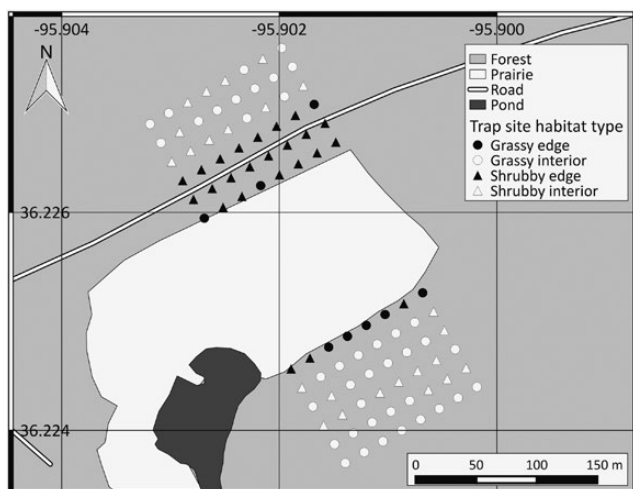 -95.904 -95.902 -95.900
N
Forest
Prairie
Road
Pond
Trap site habitat type
Grassy edge
Grassy interior
Shrubby edge
Shrubby interior
36.226
36.224
0 50 100 150 m